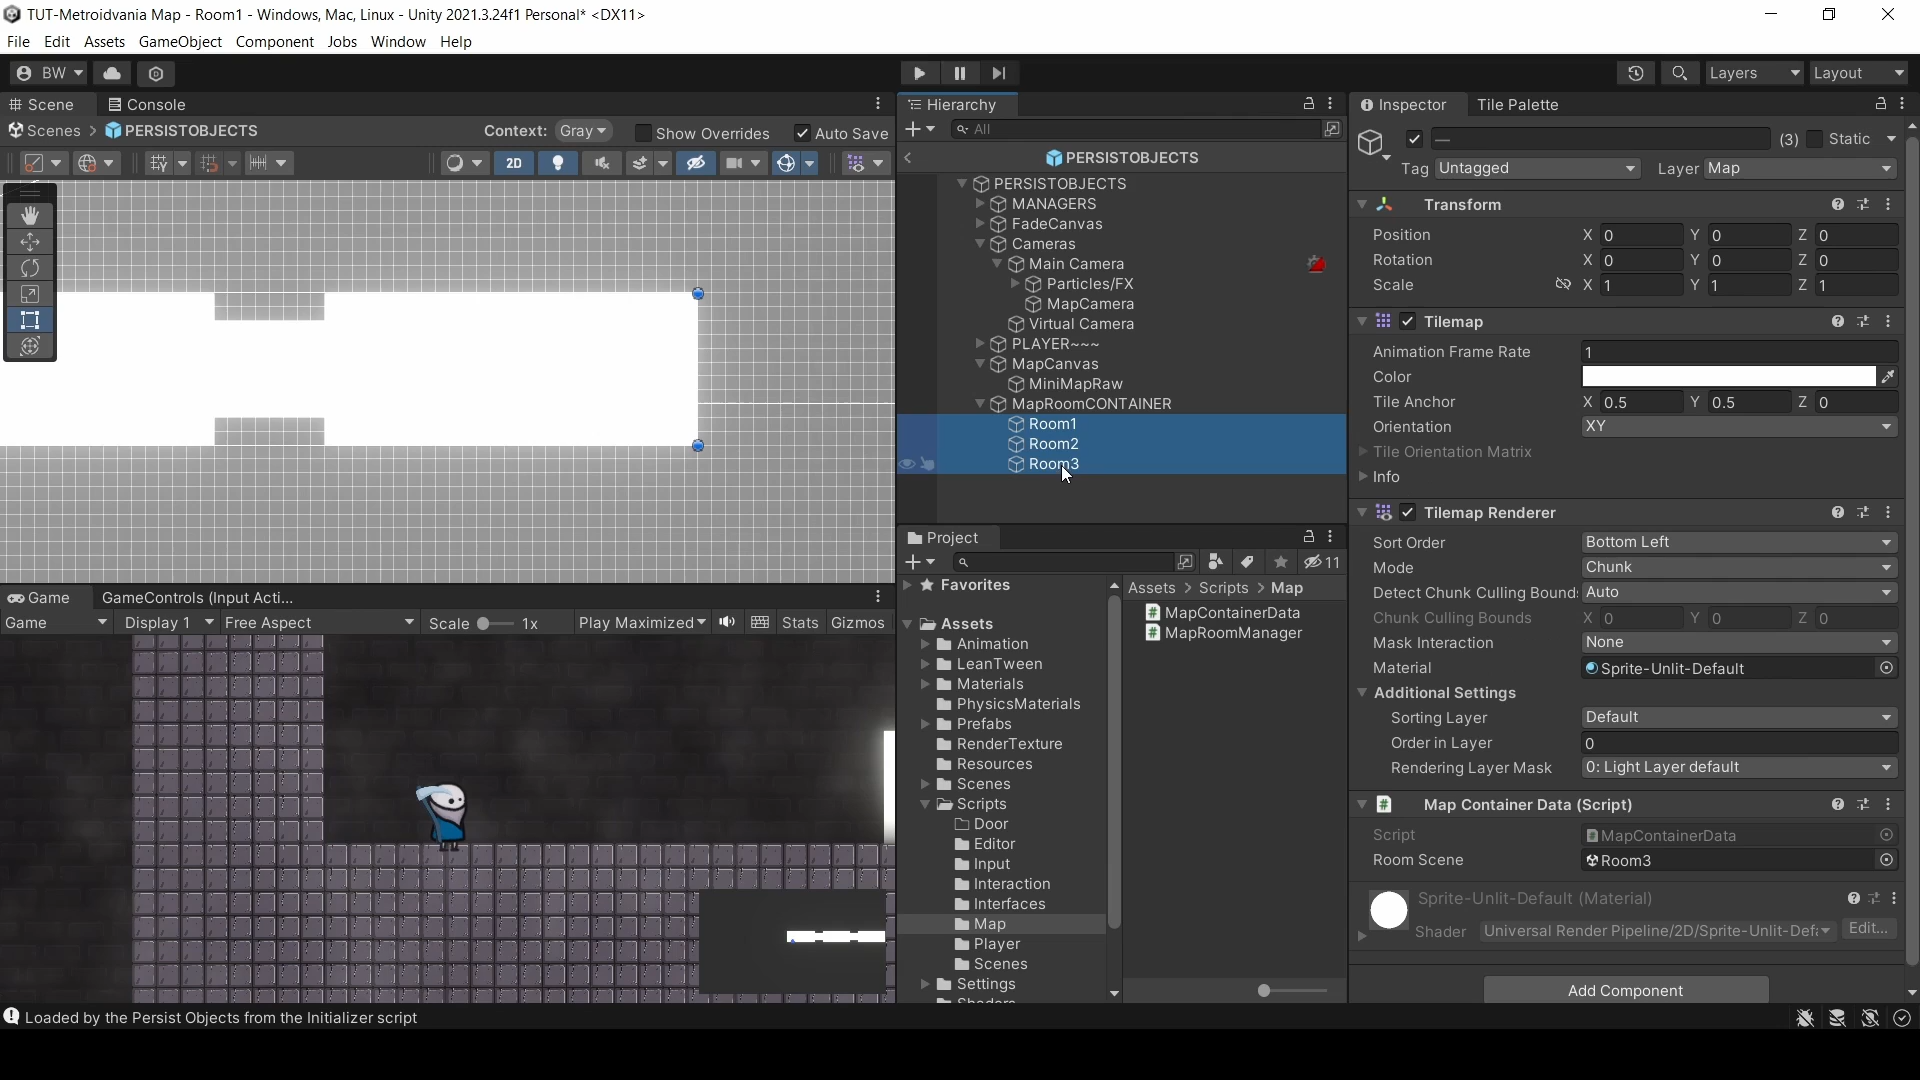 TUT-Metroidvania Map - Room1 - Windows, Mac, Linux - Unity 2021.3.24f1 Personal* <DX11>
File Edit Assets GameObject Component Jobs Window Help
BW Layers Layout
Scene Console
Scenes PERSISTOBJECTS Context: Gray Show Overrides Auto Save
2D
Hierarchy
All
PERSISTOBJECTS
PERSISTOBJECTS
MANAGERS
FadeCanvas
Cameras
Main Camera
Particles/FX
MapCamera
Virtual Camera
PLAYER~~~
MapCanvas
MiniMapRaw
MapRoomCONTAINER
Room1
Room2
Room3
Game GameControls (Input Acti...
Game Display 1 Free Aspect Scale 1x Play Maximized Stats Gizmos
Project
11
Favorites
Assets
Animation
LeanTween
Materials
PhysicsMaterials
Prefabs
RenderTexture
Resources
Scenes
Scripts
Door
Editor
Input
Interaction
Interfaces
Map
Player
Scenes
Settings
Shaders
Assets > Scripts > Map
MapContainerData
MapRoomManager
Inspector Tile Palette
— (3) Static
Tag Untagged Layer Map
Transform
Position X 0 Y 0 Z 0
Rotation X 0 Y 0 Z 0
Scale X 1 Y 1 Z 1
Tilemap
Animation Frame Rate 1
Color
Tile Anchor X 0.5 Y 0.5 Z 0
Orientation XY
Tile Orientation Matrix
Info
Tilemap Renderer
Sort Order Bottom Left
Mode Chunk
Detect Chunk Culling Bound: Auto
Chunk Culling Bounds X 0 Y 0 Z 0
Mask Interaction None
Material Sprite-Unlit-Default
Additional Settings
Sorting Layer Default
Order in Layer 0
Rendering Layer Mask 0: Light Layer default
Map Container Data (Script)
Script MapContainerData
Room Scene Room3
Sprite-Unlit-Default (Material)
Shader Universal Render Pipeline/2D/Sprite-Unlit-Defa Edit...
Add Component
Loaded by the Persist Objects from the Initializer script